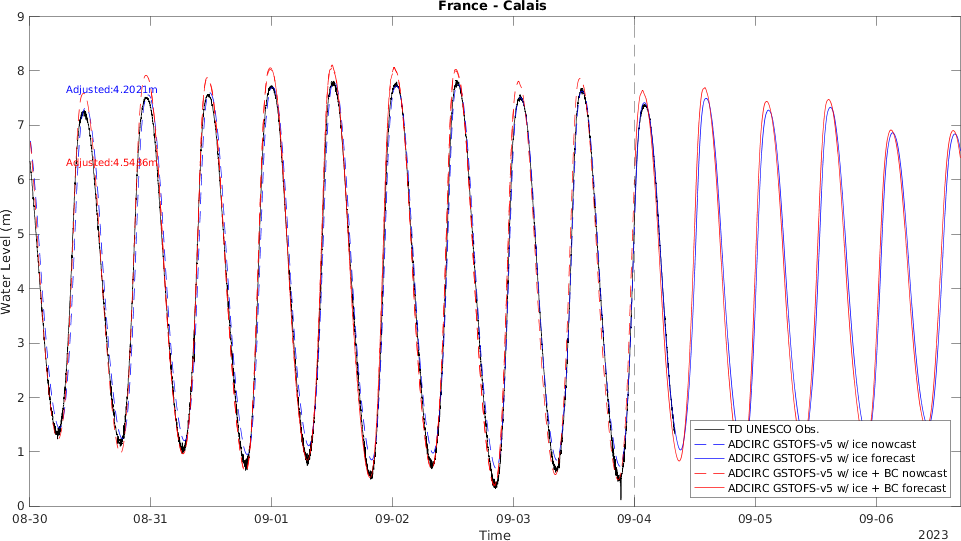 France - Calais
9
8
7
6
5
4
3
2
1
0
Water Level (m)
Adjusted:4.2021m
Adjusted:4.5436m
TD UNESCO Obs.
ADCIRC GSTOFS-v5 w/ ice nowcast
ADCIRC GSTOFS-v5 w/ ice forecast
ADCIRC GSTOFS-v5 w/ ice + BC nowcast
ADCIRC GSTOFS-v5 w/ ice + BC forecast
08-30 08-31 09-01 09-02 09-03 09-04 09-05 09-06
Time
2023